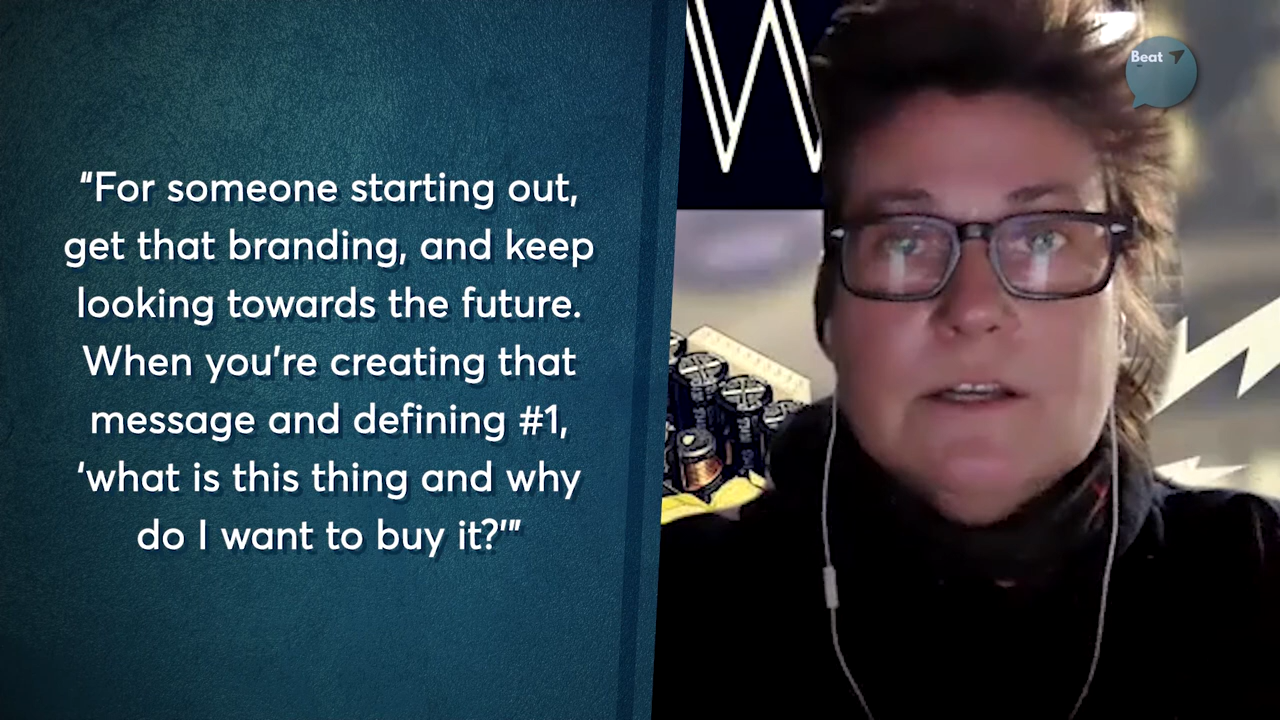 “For someone starting out,
get that branding, and keep
looking towards the future.
When you’re creating that
message and defining #1,
‘what is this thing and why
do I want to buy it?’”
W
Beat